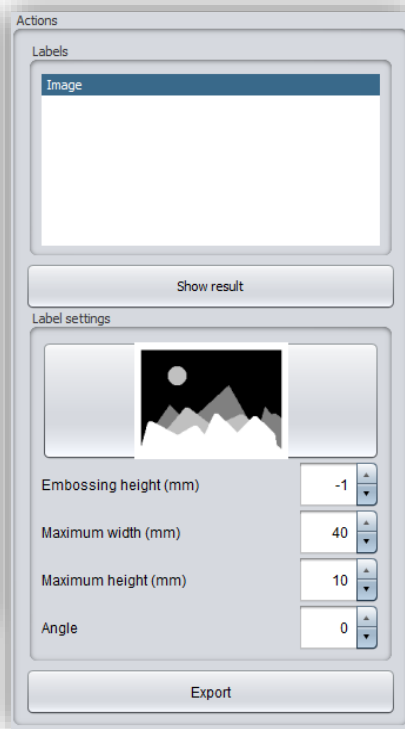 Actions
Labels
Image
Show result
Label settings
Embossing height (mm) -1
Maximum width (mm) 40
Maximum height (mm) 10
Angle 0
Export